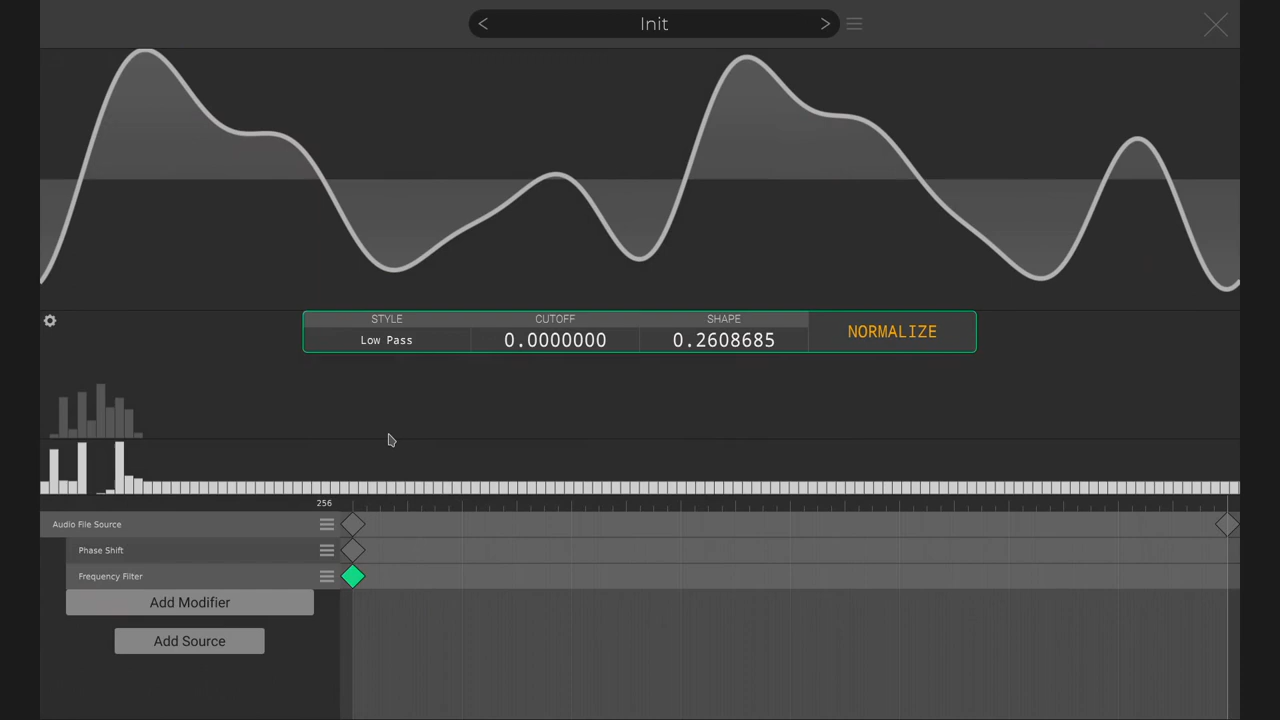 < Init >
STYLE CUTOFF SHAPE
Low Pass 0.0000000 0.2608685 NORMALIZE
256
Audio File Source
Phase Shift
Frequency Filter
Add Modifier
Add Source